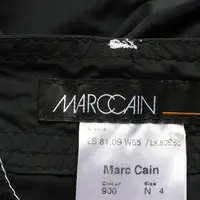 MARCCAIN
LS 81.09 W55 /
Marc Cain
Colour Size
900 N 4